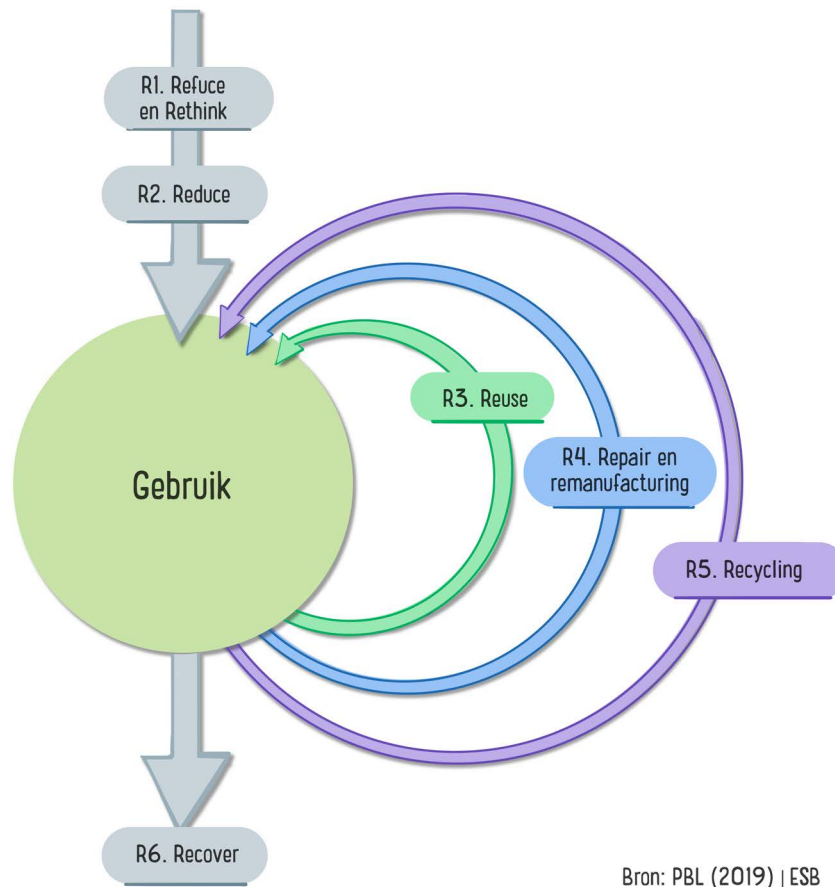 R1. Refuce
en Rethink
R2. Reduce
R3. Reuse
Gebruik
R4. Repair en
remanufacturing
R5. Recycling
R6. Recover
Bron: PBL (2019) | ESB